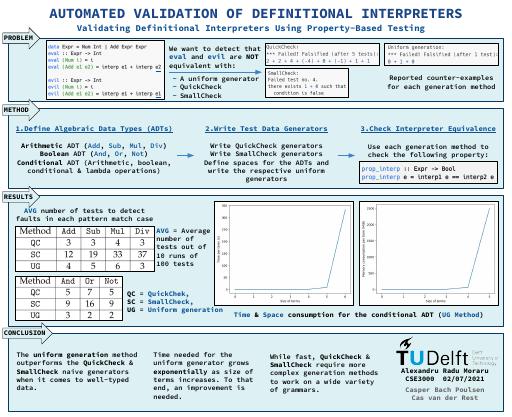 AUTOMATED VALIDATION OF DEFINITIONAL INTERPRETERS
Validating Definitional Interpreters Using Property-Based Testing
PROBLEM
data Expr = Num Int | Add Expr Expr
eval :: Expr -> Int
eval (Num i) = i
eval (Add e1 e2) = interp e1 + interp e2
evil :: Expr -> Int
evil (Num i) = i
evil (Add e1 e2) = interp e1 + interp e1
We want to detect that
eval and evil are NOT
equivalent with:
- A uniform generator
- QuickCheck
- SmallCheck
QuickCheck:
*** Failed! Falsified (after 5 tests):
2 + 2 + 4 + (-4) + 0 + (-1) + 1 + 1
SmallCheck:
Failed test no. 4.
there exists 1 + 4 such that
condition is false
Uniform generation:
*** Failed! Falsified (after 1 test):
0 + 1 + 0
Reported counter-examples
for each generation method
METHOD
1.Define Algebraic Data Types (ADTs)
Arithmetic ADT (Add, Sub, Mul, Div)
Boolean ADT (And, Or, Not)
Conditional ADT (Arithmetic, boolean,
conditional & lambda operations)
2.Write Test Data Generators
Write QuickCheck generators
Write SmallCheck generators
Define spaces for the ADTs and
write the respective uniform
generators
3.Check Interpreter Equivalence
Use each generation method to
check the following property:
prop_interp :: Expr -> Bool
prop_interp e = interp1 e == interp2 e
RESULTS
AVG number of tests to detect
faults in each pattern match case
Method Add Sub Mul Div
QC 3 3 4 3
SC 12 19 33 37
UG 4 5 6 3
AVG = Average
number of
tests out of
10 runs of
100 tests
Method And Or Not
QC 5 7 5
SC 9 16 9
UG 3 2 2
QC = QuickChek,
SC = SmallCheck,
UG = Uniform generation
Time & Space consumption for the conditional ADT (UG Method)
CONCLUSION
The uniform generation method
outperforms the QuickCheck &
SmallCheck naive generators
when it comes to well-typed
data.
Time needed for the
uniform generator grows
exponentially as size of
terms increases. To that
end, an improvement is
needed.
While fast, QuickCheck &
SmallCheck require more
complex generation methods
to work on a wide variety
of grammars.
TUDelft
Alexandru Radu Moraru
CSE3000 02/07/2021
Casper Bach Poulsen
Cas van der Rest